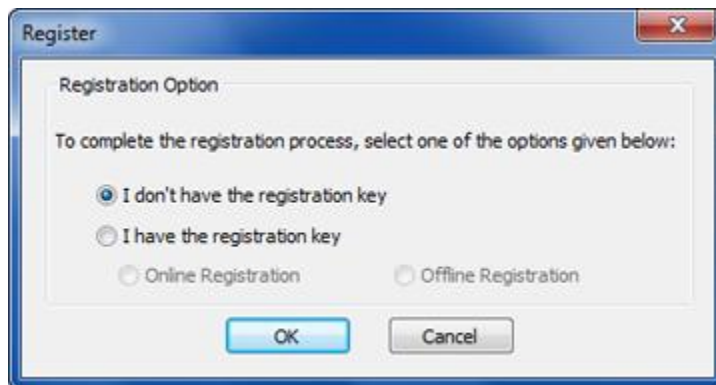 Register
Registration Option
To complete the registration process, select one of the options given below:
I don't have the registration key
I have the registration key
Online Registration Offline Registration
OK Cancel